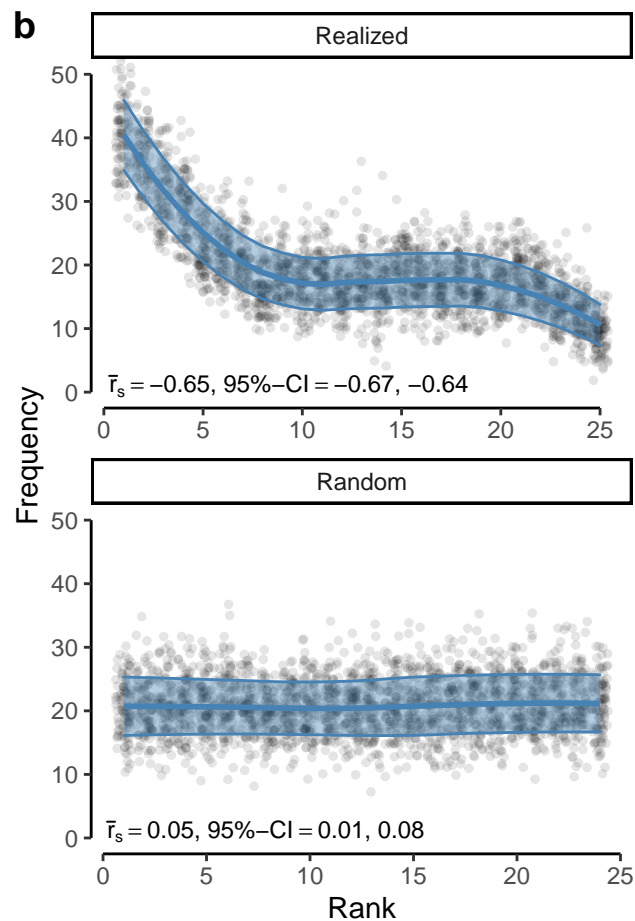 b
Realized
50
40
30
20
10
0
r̄ₛ = −0.65, 95%−CI = −0.67, −0.64
0 5 10 15 20 25
Frequency
Random
50
40
30
20
10
0
r̄ₛ = 0.05, 95%−CI = 0.01, 0.08
0 5 10 15 20 25
Rank